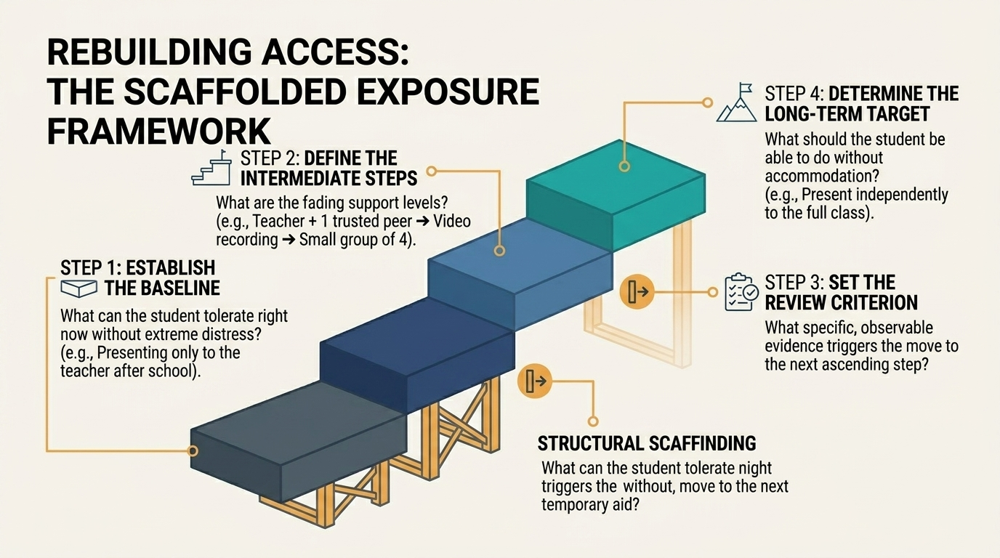 REBUILDING ACCESS:
THE SCAFFOLDED EXPOSURE
FRAMEWORK
STEP 2: DEFINE THE
INTERMEDIATE STEPS
What are the fading support levels?
(e.g., Teacher + 1 trusted peer → Video
recording → Small group of 4).
STEP 1: ESTABLISH
THE BASELINE
What can the student tolerate right
now without extreme distress?
(e.g., Presenting only to the
teacher after school).
STEP 4: DETERMINE THE
LONG-TERM TARGET
What should the student be
able to do without
accommodation?
(e.g., Present independently
to the full class).
STEP 3: SET THE
REVIEW CRITERION
What specific, observable
evidence triggers the move to
the next ascending step?
STRUCTURAL SCAFFINDING
What can the student tolerate night
triggers the without, move to the next
temporary aid?